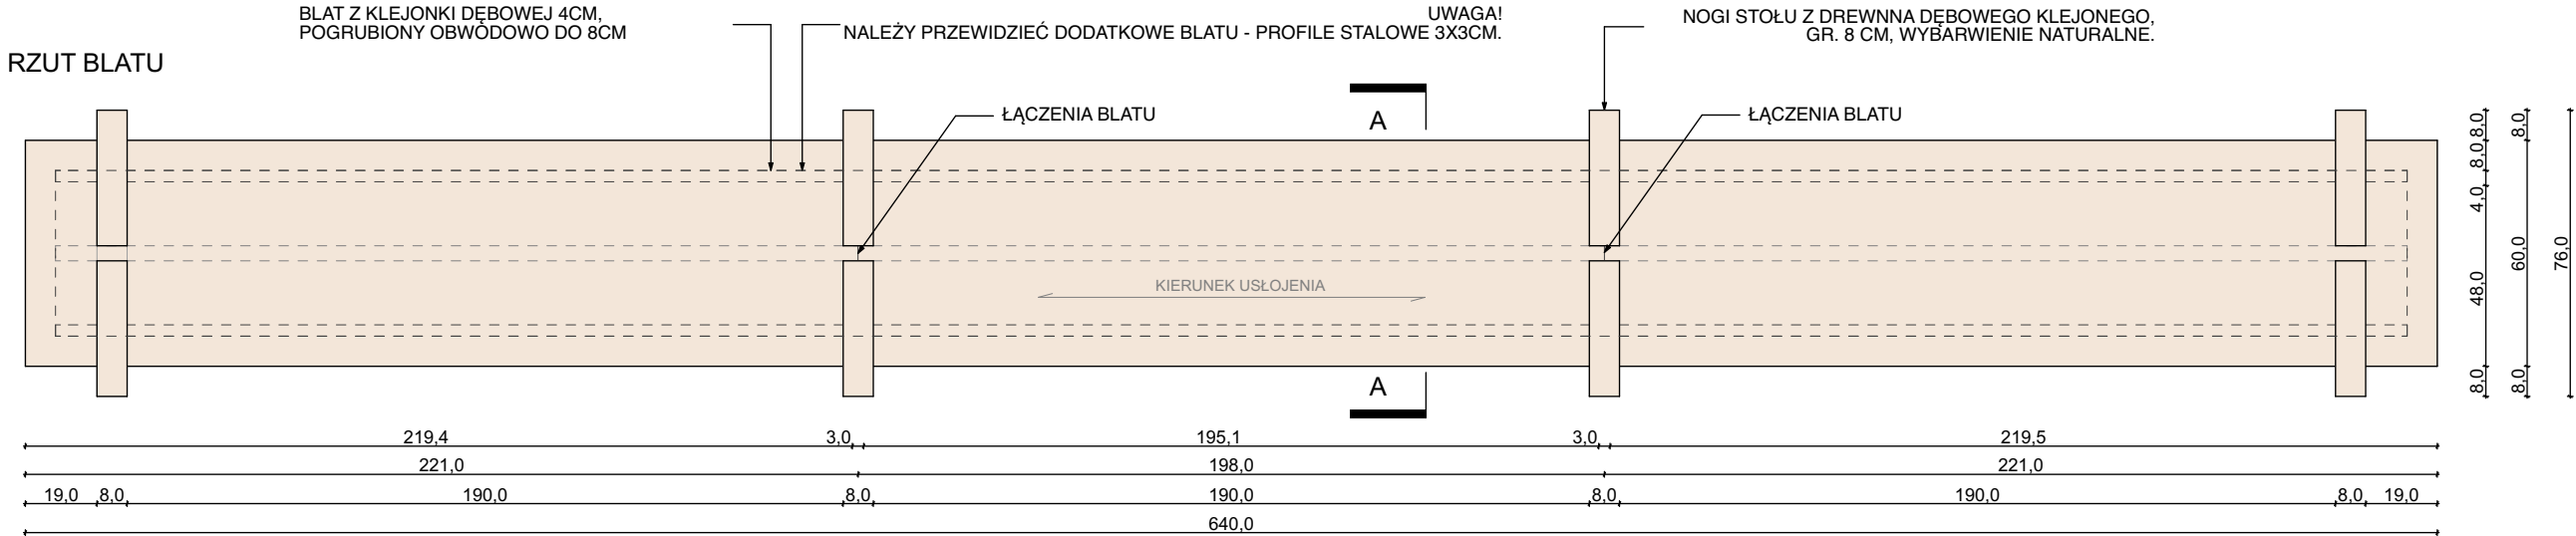 BLAT Z KLEJONKI DĘBOWEJ 4CM,
POGRUBIONY OBWODOWO DO 8CM
UWAGA!
NALEŻY PRZEWIDZIEĆ DODATKOWE BLATU - PROFILE STALOWE 3X3CM.
NOGI STOŁU Z DREWNNA DĘBOWEGO KLEJONEGO,
GR. 8 CM, WYBARWIENIE NATURALNE.
RZUT BLATU
ŁĄCZENIA BLATU
A
ŁĄCZENIA BLATU
KIERUNEK USŁOJENIA
A
8,0
8,0
4,0
48,0
8,0
8,0
60,0
8,0
76,0
219,4 3,0 195,1 3,0 219,5
221,0 198,0 221,0
19,0 8,0 190,0 8,0 190,0 8,0 190,0 8,0 19,0
640,0